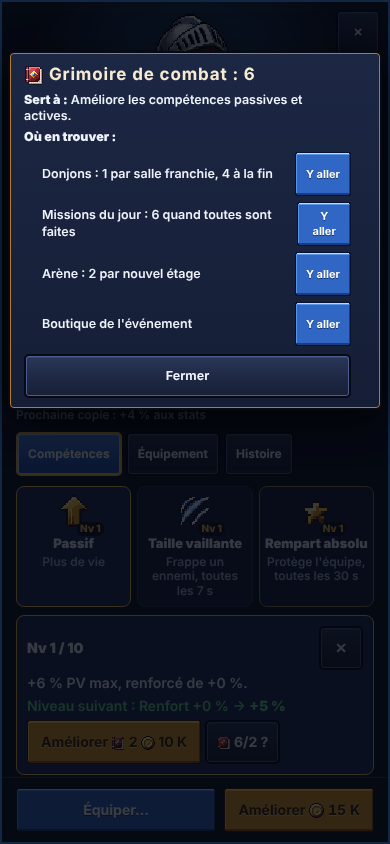 ×
Grimoire de combat : 6
Sert à : Améliore les compétences passives et
actives.
Où en trouver :
Donjons : 1 par salle franchie, 4 à la fin
Y aller
Missions du jour : 6 quand toutes sont
faites
Y
aller
Arène : 2 par nouvel étage
Y aller
Boutique de l'événement
Y aller
Fermer
Prochaine copie : +4 % aux stats
Compétences
Équipement
Histoire
Nv 1
Passif
Plus de vie
Nv 1
Taille vaillante
Frappe un
ennemi, toutes
les 7 s
Nv 1
Rempart absolu
Protège l'équipe,
toutes les 30 s
Nv 1 / 10
×
+6 % PV max, renforcé de +0 %.
Niveau suivant : Renfort +0 % → +5 %
Améliorer 2 10 K
6/2 ?
Équiper...
Améliorer 15 K